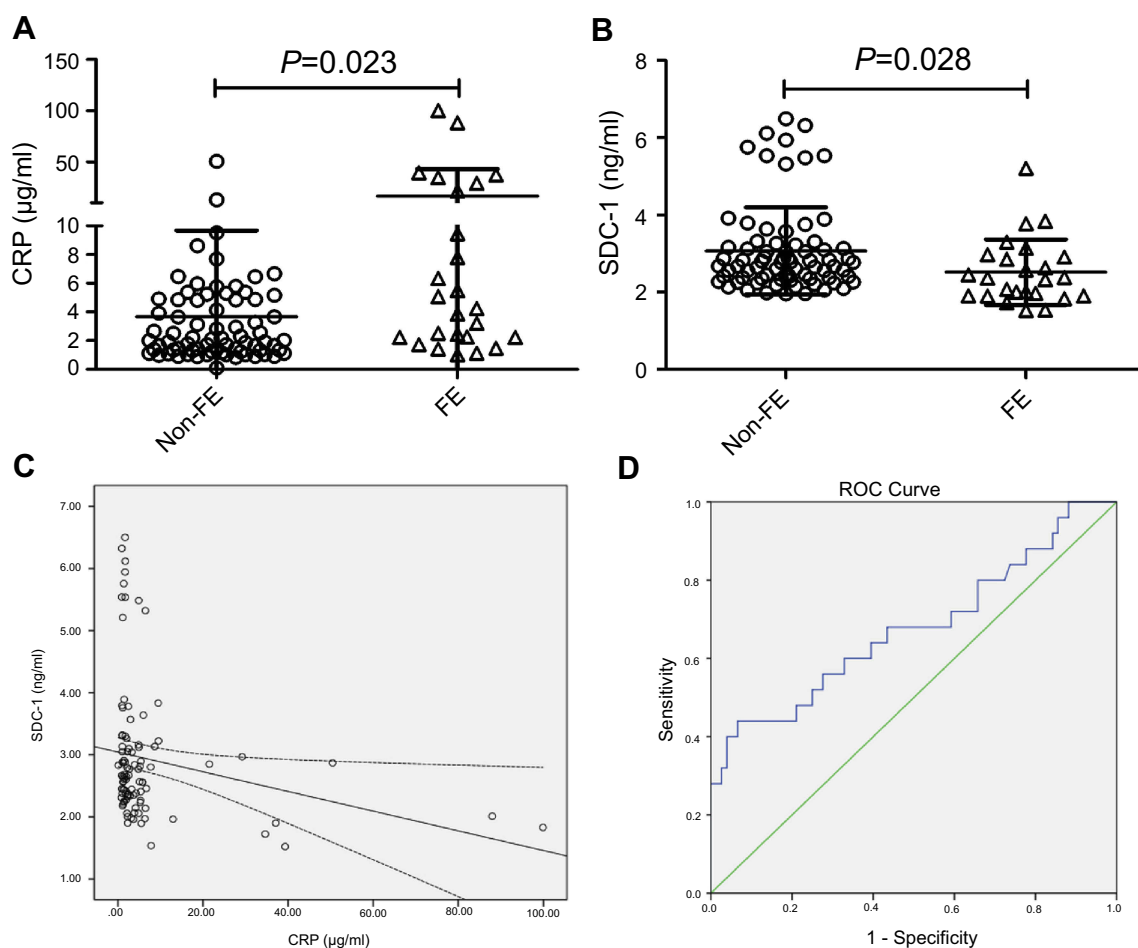 A
P=0.023
CRP (µg/ml)
150
100
50
10
8
6
4
2
0
Non-FE
FE
B
P=0.028
SDC-1 (ng/ml)
8
6
4
2
0
Non-FE
FE
C
SDC-1 (ng/ml)
7.00
6.00
5.00
4.00
3.00
2.00
1.00
.00 20.00 40.00 60.00 80.00 100.00
CRP (µg/ml)
D
ROC Curve
Sensitivity
1.0
0.8
0.6
0.4
0.2
0.0
0.0 0.2 0.4 0.6 0.8 1.0
1 - Specificity